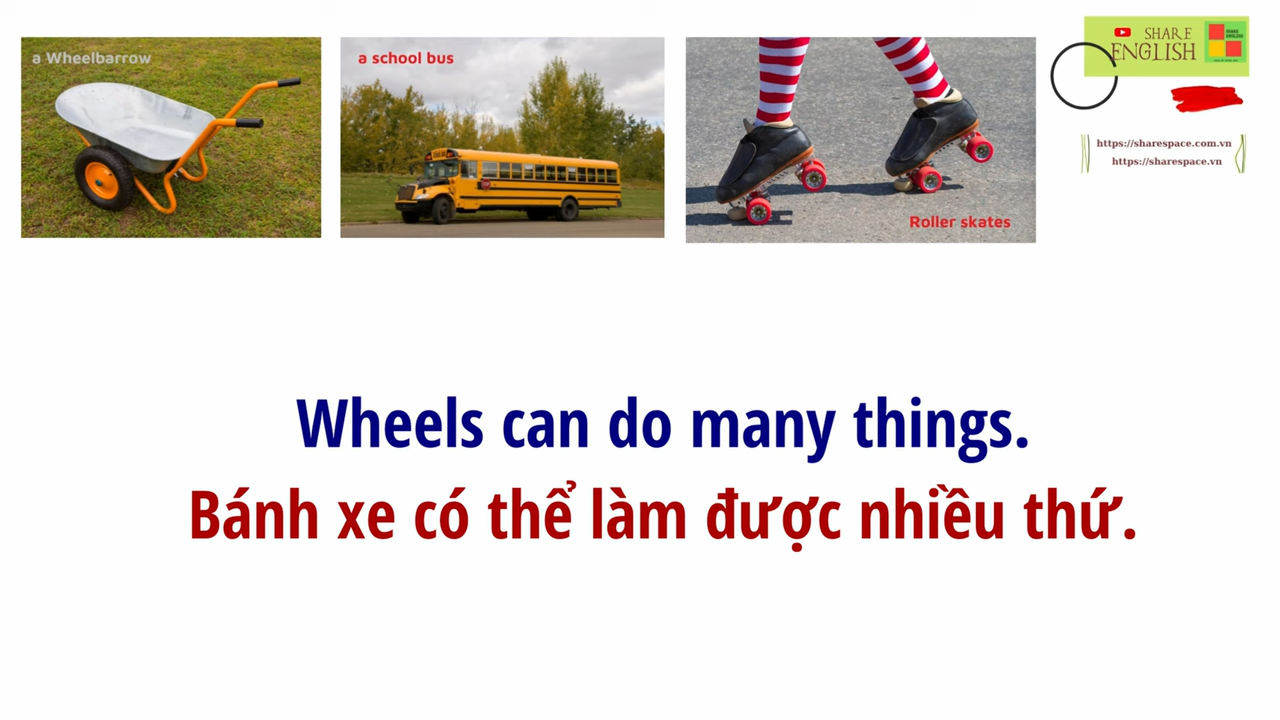 a Wheelbarrow
a school bus
Roller skates
SHARE
ENGLISH
https://sharespace.com.vn
https://sharespace.vn
Wheels can do many things.
Bánh xe có thể làm được nhiều thứ.